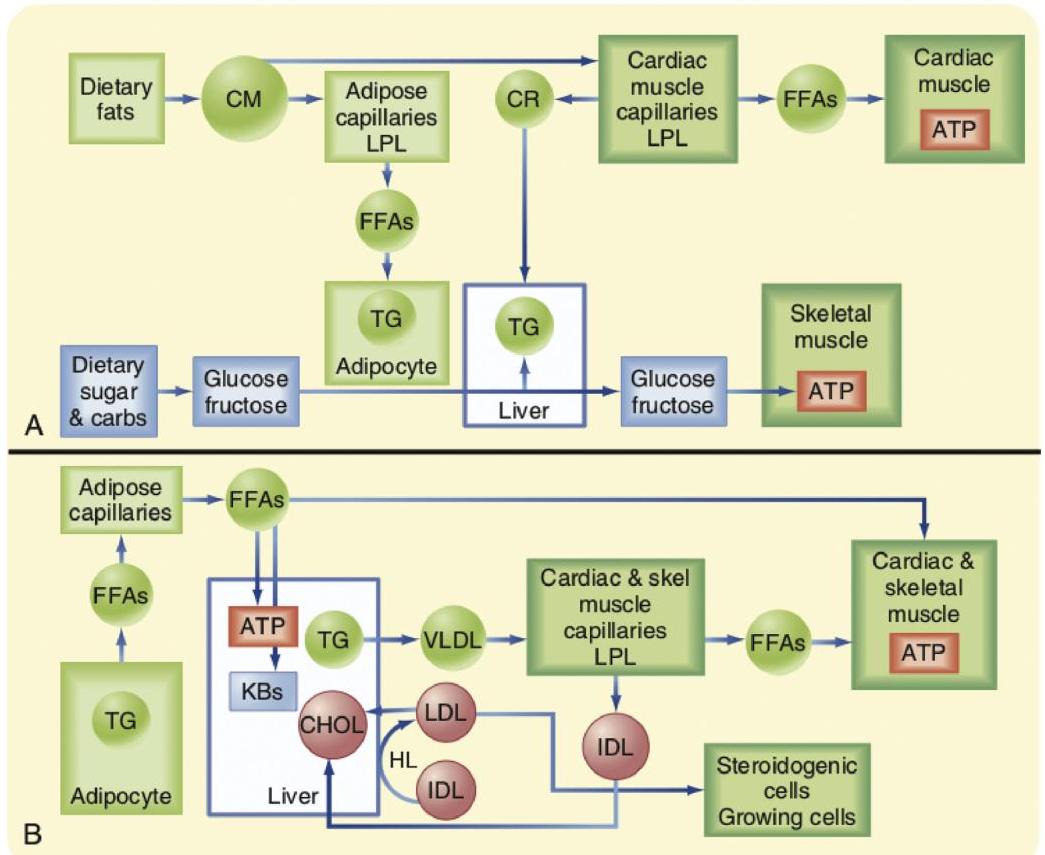 Dietary
fats
CM
Adipose
capillaries
LPL
FFAs
TG
Adipocyte
CR
Cardiac
muscle
capillaries
LPL
FFAs
Cardiac
muscle
ATP
Dietary
sugar
& carbs
Glucose
fructose
TG
Liver
Glucose
fructose
Skeletal
muscle
ATP
A
Adipose
capillaries
FFAs
FFAs
TG
Adipocyte
ATP
KBs
TG
CHOL
Liver
VLDL
LDL
HL
IDL
Cardiac & skel
muscle
capillaries
LPL
IDL
FFAs
Cardiac &
skeletal
muscle
ATP
Steroidogenic
cells
Growing cells
B